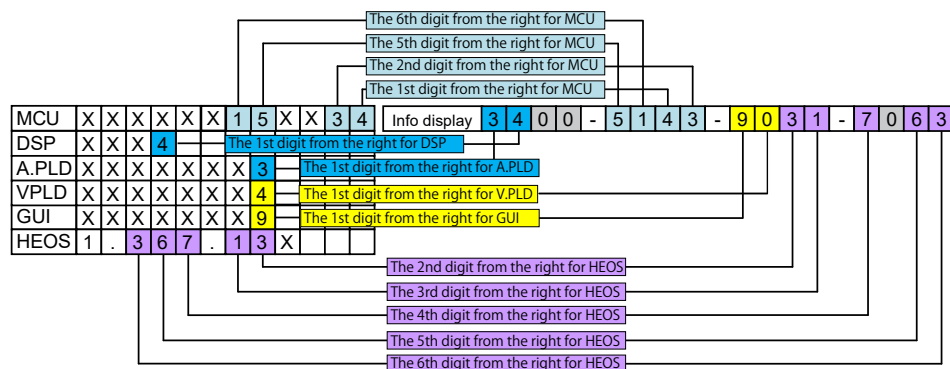 The 6th digit from the right for MCU
The 5th digit from the right for MCU
The 2nd digit from the right for MCU
The 1st digit from the right for MCU
MCU X X X X X X 1 5 X X 3 4 Info display 3 4 0 0 - 5 1 4 3 - 9 0 3 1 - 7 0 6 3
DSP X X X 4 The 1st digit from the right for DSP
A.PLD X X X X X X X 3 The 1st digit from the right for A.PLD
VPLD X X X X X X X 4 The 1st digit from the right for V.PLD
GUI X X X X X X X 9 The 1st digit from the right for GUI
HEOS 1 . 3 6 7 . 1 3 X
The 2nd digit from the right for HEOS
The 3rd digit from the right for HEOS
The 4th digit from the right for HEOS
The 5th digit from the right for HEOS
The 6th digit from the right for HEOS